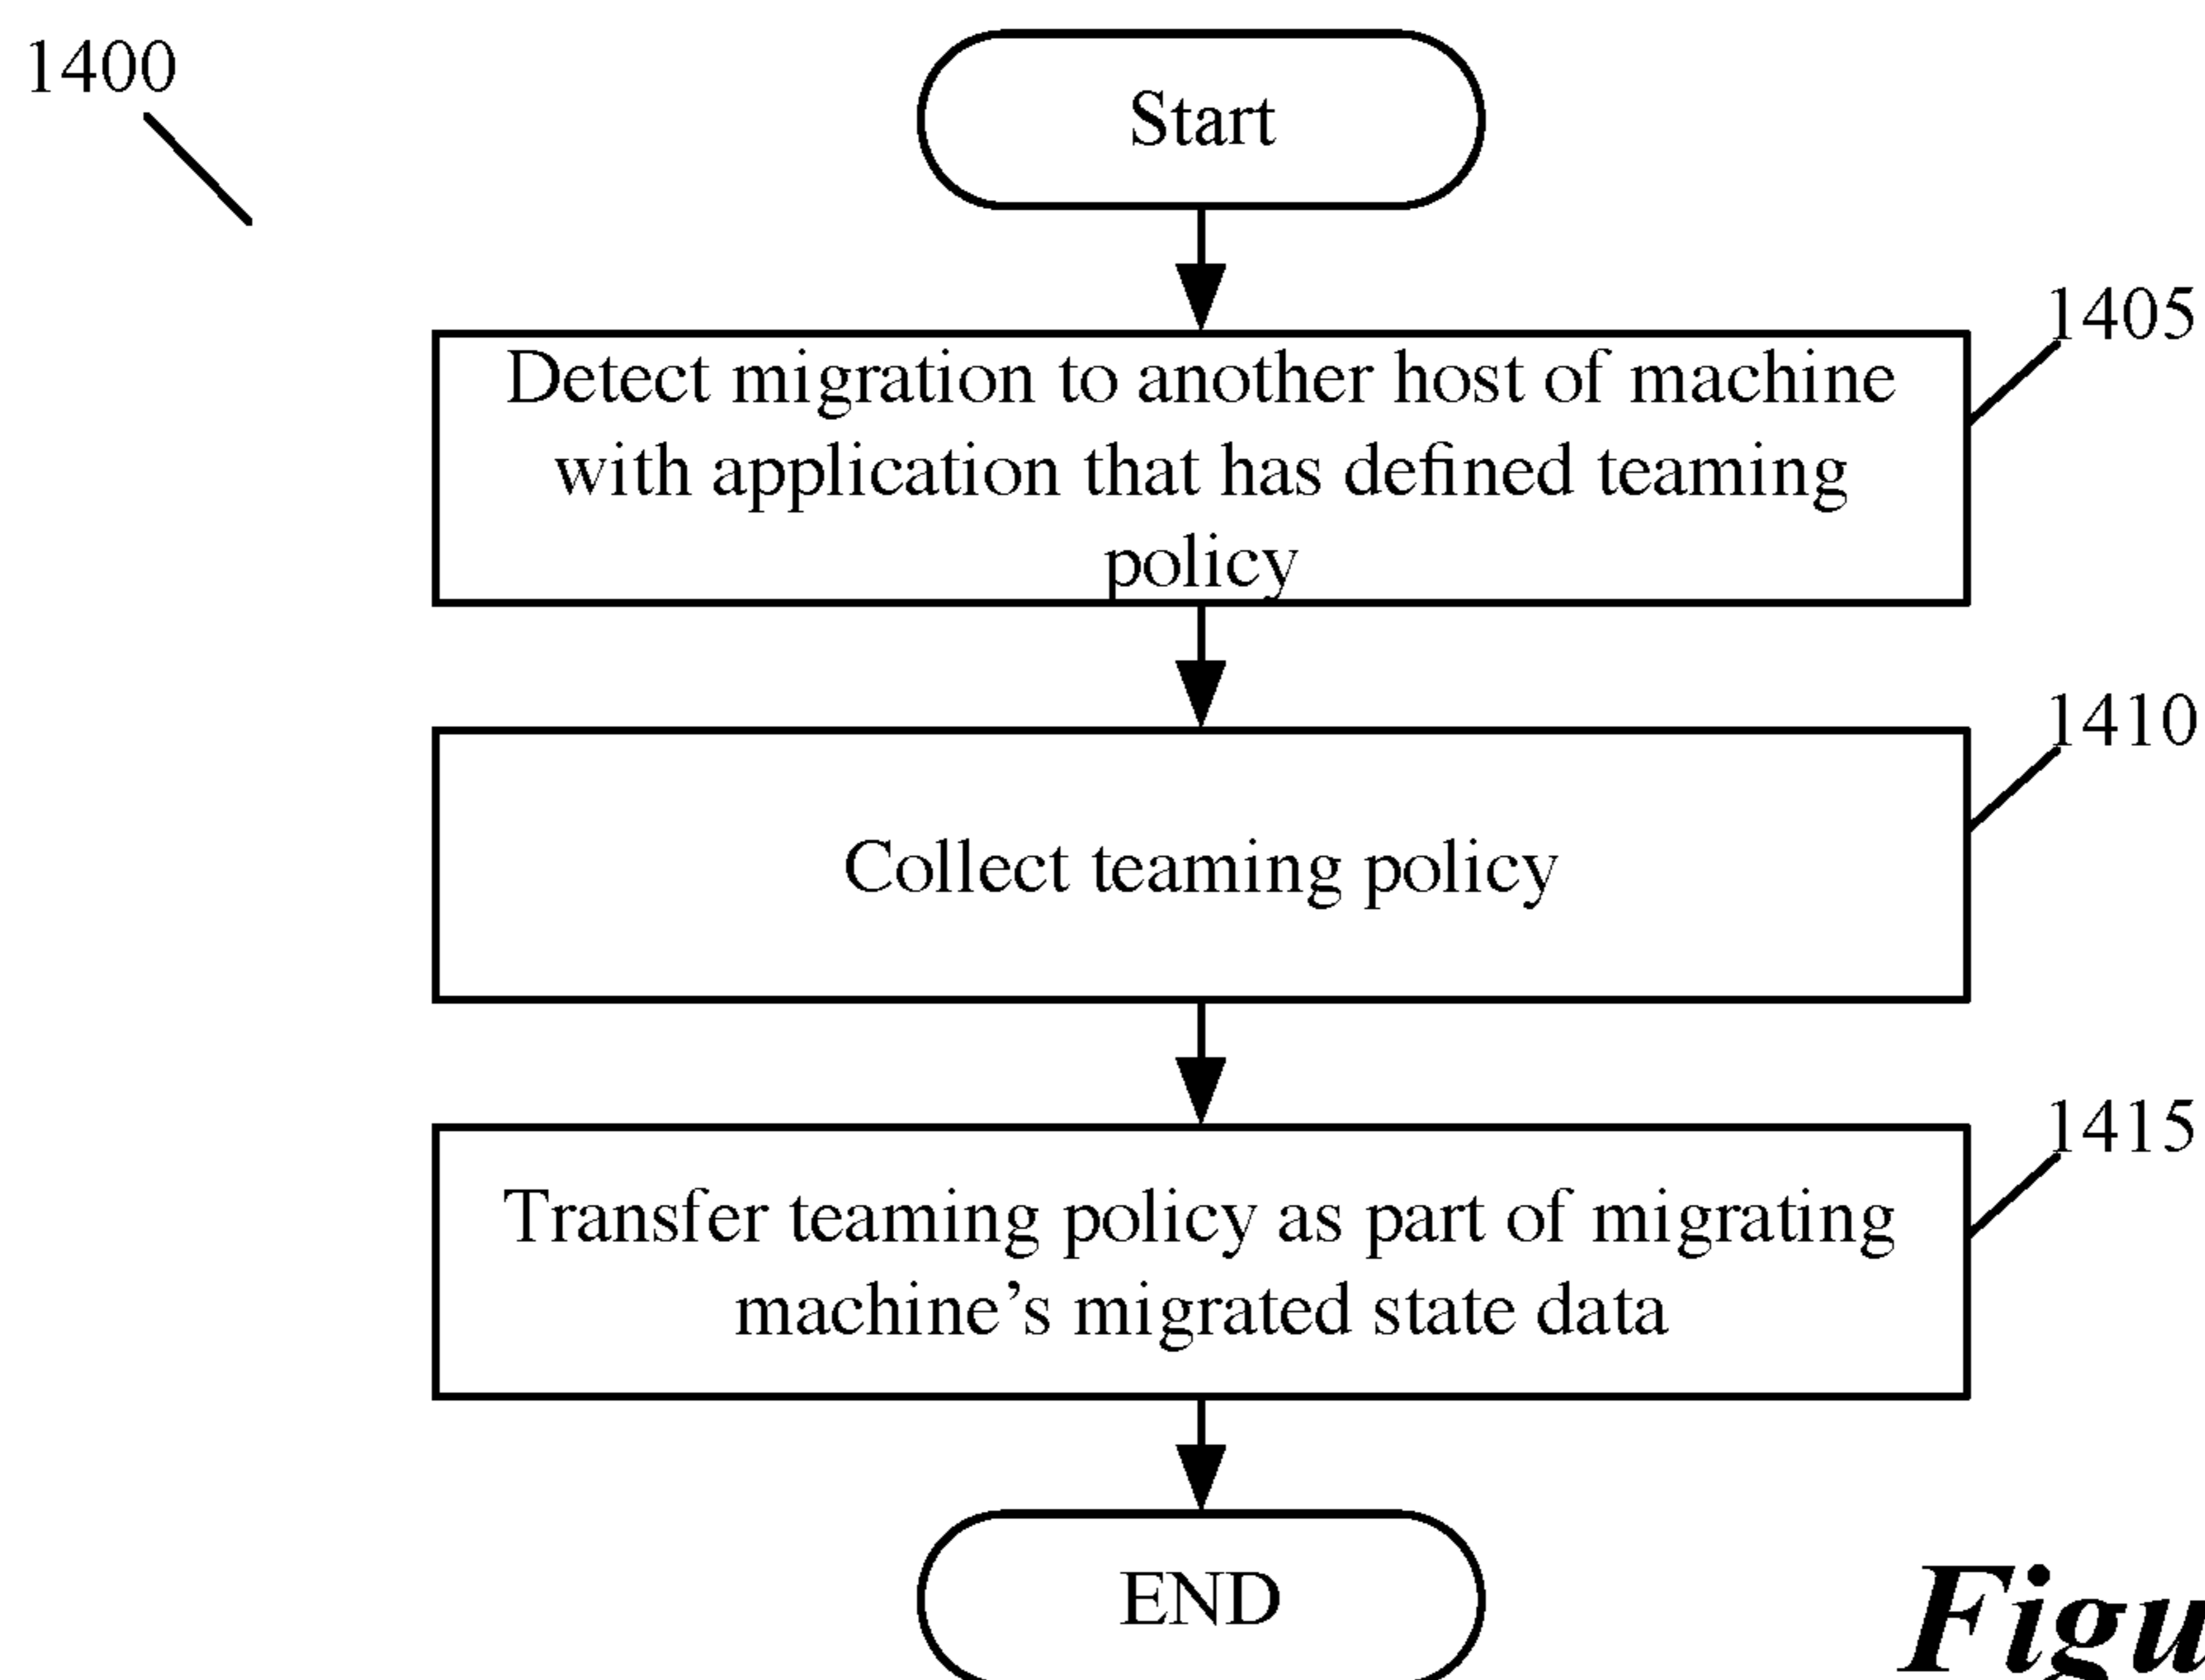 1400
Start
1405
Detect migration to another host of machine
with application that has defined teaming
policy
1410
Collect teaming policy
1415
Transfer teaming policy as part of migrating
machine’s migrated state data
END